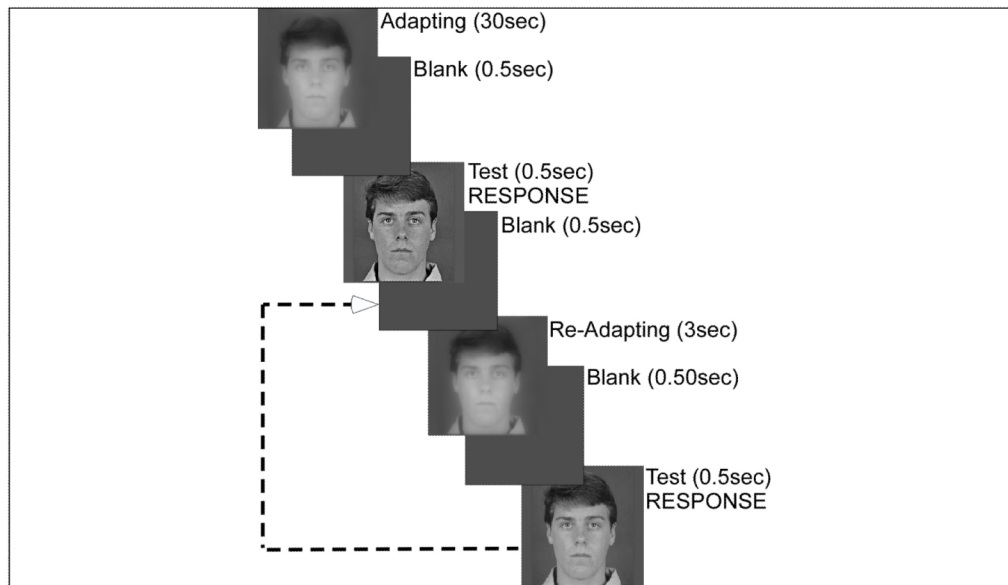 Adapting (30sec)
Blank (0.5sec)
Test (0.5sec)
RESPONSE
Blank (0.5sec)
Re-Adapting (3sec)
Blank (0.50sec)
Test (0.5sec)
RESPONSE